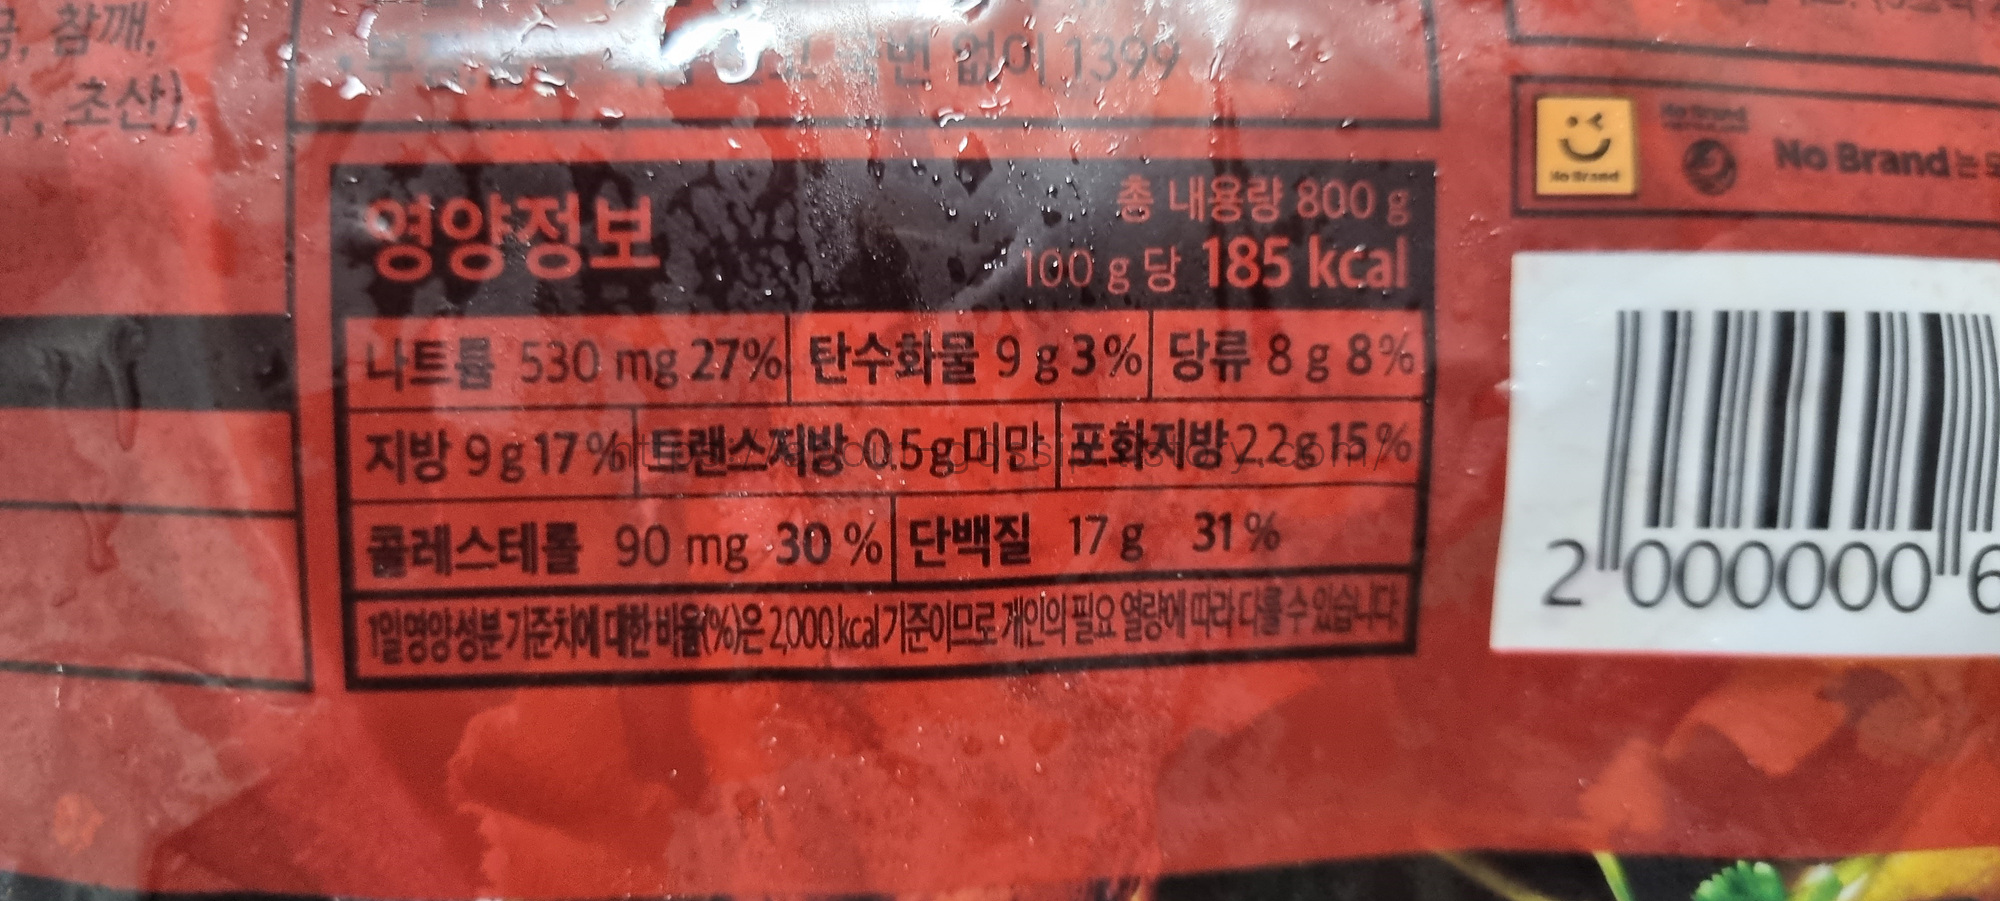 금, 참깨,
수, 초산),
번 없이 1399
영양정보
총 내용량 800 g
100 g 당 185 kcal
나트륨 530 mg 27% 탄수화물 9 g 3% 당류 8 g 8%
지방 9 g 17 % 트랜스지방 0.5 g 미만 포화지방 2.2 g 15 %
콜레스테롤 90 mg 30 % 단백질 17 g 31 %
1일 영양성분 기준치에 대한 비율(%)은 2,000 kcal 기준이므로 개인의 필요 열량에 따라 다를 수 있습니다.
No Brand
No Brand
No Brand는
2 000000 6